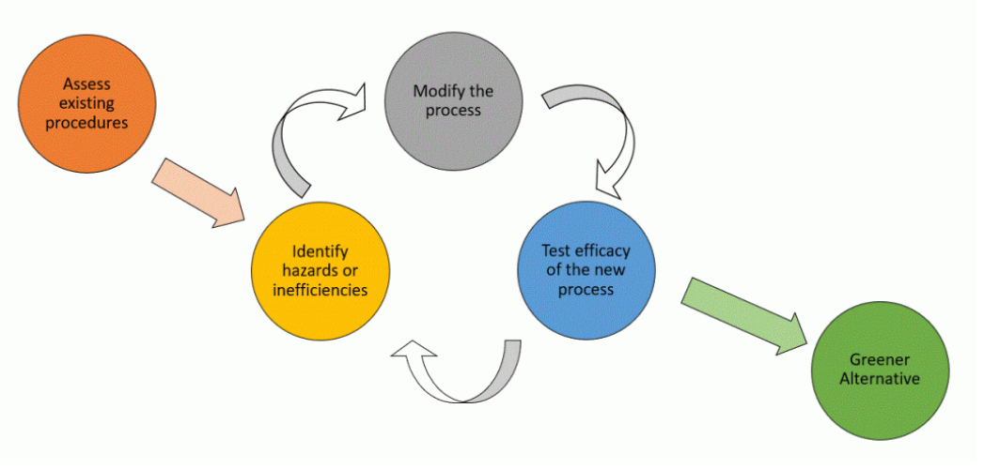 Assess
existing
procedures
Modify the
process
Identify
hazards or
inefficiencies
Test efficacy
of the new
process
Greener
Alternative